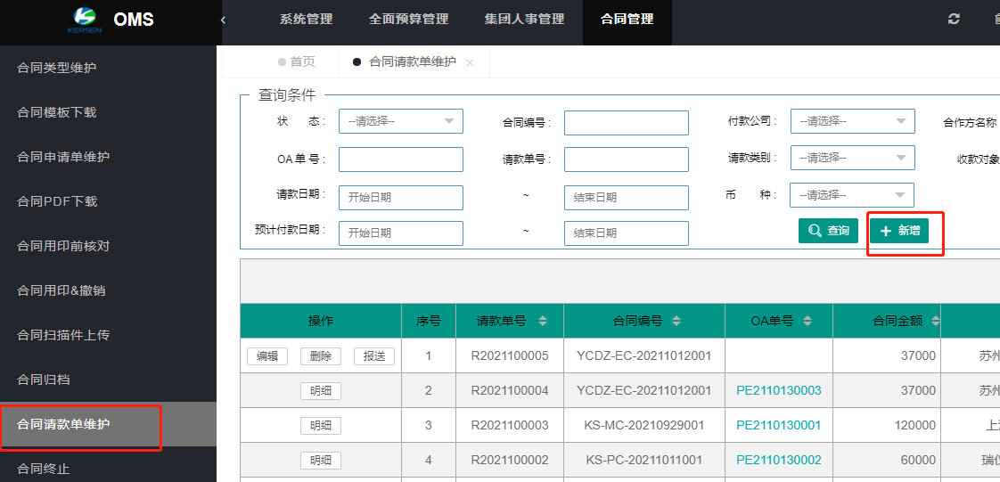 KERSEN OMS 系统管理 全面预算管理 集团人事管理 合同管理
首页 合同请款单维护
合同类型维护
合同模板下载
合同申请单维护
合同PDF下载
合同用印前核对
合同用印&撤销
合同扫描件上传
合同归档
合同请款单维护
合同终止
查询条件
状 态： --请选择-- 合同编号： 付款公司： --请选择-- 合作方名称
OA单号： 请款单号： 请款类别： --请选择-- 收款对象
请款日期： 开始日期 ~ 结束日期 币 种： --请选择--
预计付款日期： 开始日期 ~ 结束日期 查询 新增
操作 序号 请款单号 合同编号 OA单号 合同金额
编辑 删除 报送 1 R2021100005 YCDZ-EC-20211012001 37000 苏州
明细 2 R2021100004 YCDZ-EC-20211012001 PE2110130003 37000 苏州
明细 3 R2021100003 KS-MC-20210929001 PE2110130001 120000 上
明细 4 R2021100002 KS-PC-20211011001 PE2110130002 60000 瑞仪